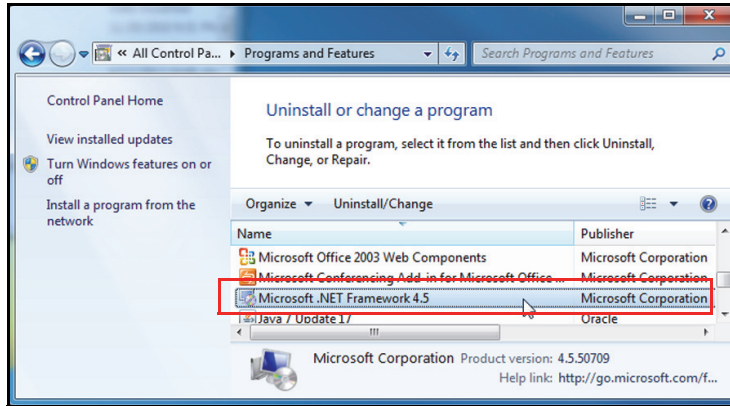 « All Control Pa... ▸ Programs and Features
Search Programs and Features
Control Panel Home
View installed updates
Turn Windows features on or
off
Install a program from the
network
Uninstall or change a program
To uninstall a program, select it from the list and then click Uninstall,
Change, or Repair.
Organize ▾ Uninstall/Change
Name Publisher
Microsoft Office 2003 Web Components Microsoft Corporation
Microsoft Conferencing Add-in for Microsoft Office ... Microsoft Corporation
Microsoft .NET Framework 4.5 Microsoft Corporation
Java 7 Update 17 Oracle
Microsoft Corporation Product version: 4.5.50709
Help link: http://go.microsoft.com/f...